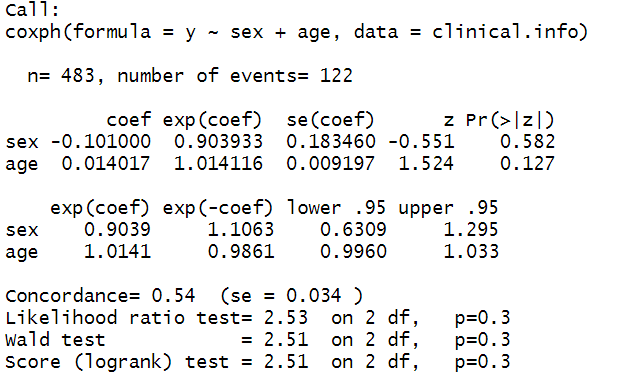 Call:
coxph(formula = y ~ sex + age, data = clinical.info)
n= 483, number of events= 122
coef exp(coef) se(coef) z Pr(>|z|)
sex -0.101000 0.903933 0.183460 -0.551 0.582
age 0.014017 1.014116 0.009197 1.524 0.127
exp(coef) exp(-coef) lower .95 upper .95
sex 0.9039 1.1063 0.6309 1.295
age 1.0141 0.9861 0.9960 1.033
Concordance= 0.54 (se = 0.034 )
Likelihood ratio test= 2.53 on 2 df, p=0.3
Wald test = 2.51 on 2 df, p=0.3
Score (logrank) test = 2.51 on 2 df, p=0.3